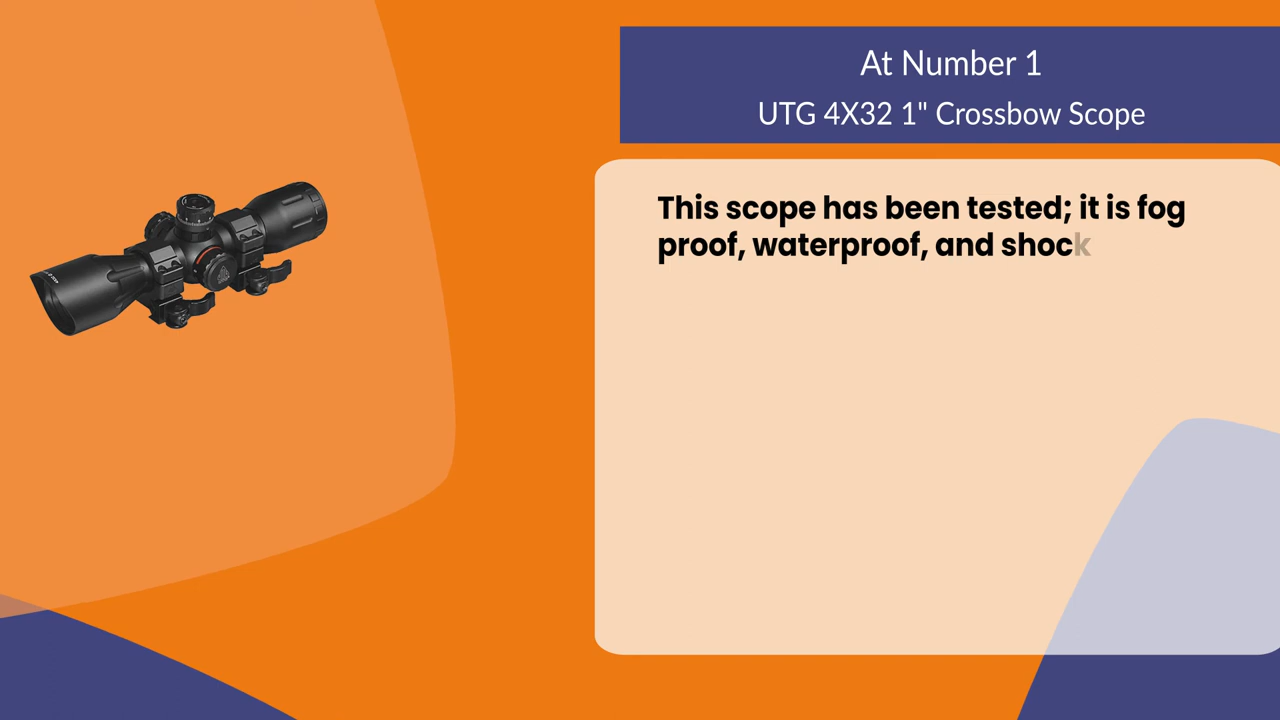 At Number 1
UTG 4X32 1" Crossbow Scope
This scope has been tested; it is fog
proof, waterproof, and shock